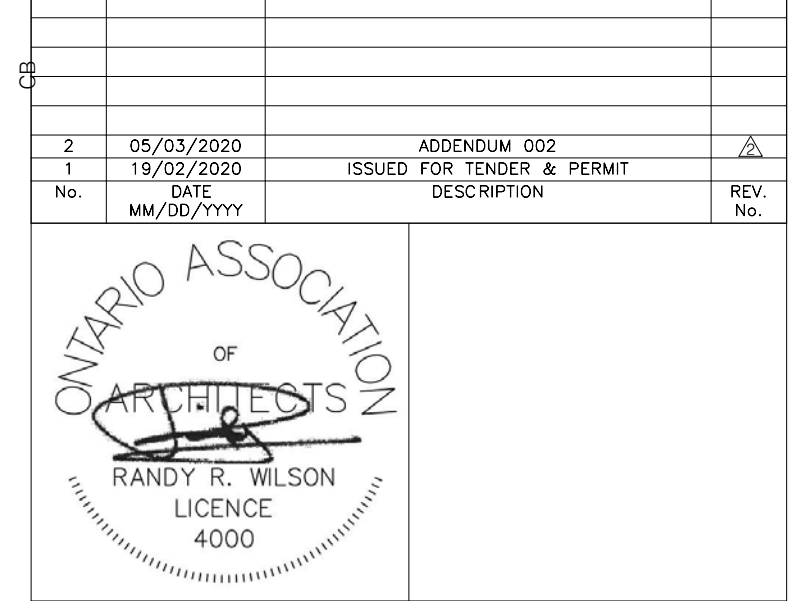 CB
2 05/03/2020 ADDENDUM 002 2
1 19/02/2020 ISSUED FOR TENDER & PERMIT
No. DATE DESCRIPTION REV.
MM/DD/YYYY No.
ONTARIO ASSOCIATION
OF
ARCHITECTS
RANDY R. WILSON
LICENCE
4000